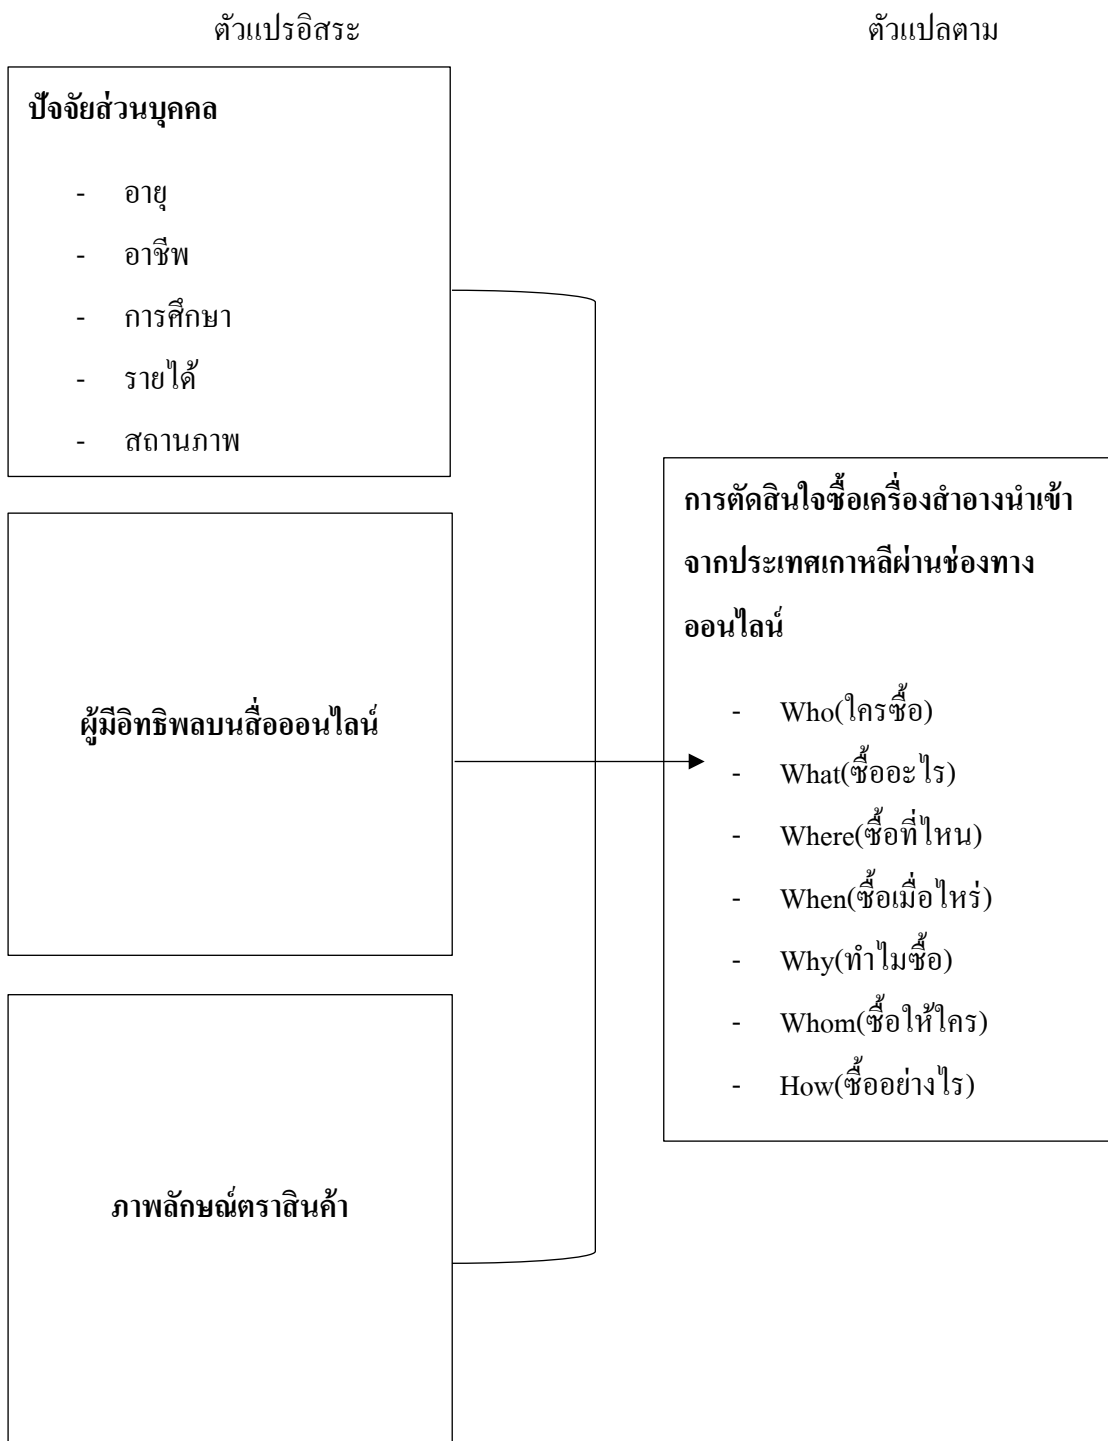 ตัวแปรอิสระ
ตัวแปลตาม
ปัจจัยส่วนบุคคล
- อายุ
- อาชีพ
- การศึกษา
- รายได้
- สถานภาพ
ผู้มีอิทธิพลบนสื่อออนไลน์
ภาพลักษณ์ตราสินค้า
การตัดสินใจซื้อเครื่องสำอางนำเข้า
จากประเทศเกาหลีผ่านช่องทาง
ออนไลน์
- Who(ใครซื้อ)
- What(ซื้ออะไร)
- Where(ซื้อที่ไหน)
- When(ซื้อเมื่อไหร่)
- Why(ทำไมซื้อ)
- Whom(ซื้อให้ใคร)
- How(ซื้ออย่างไร)